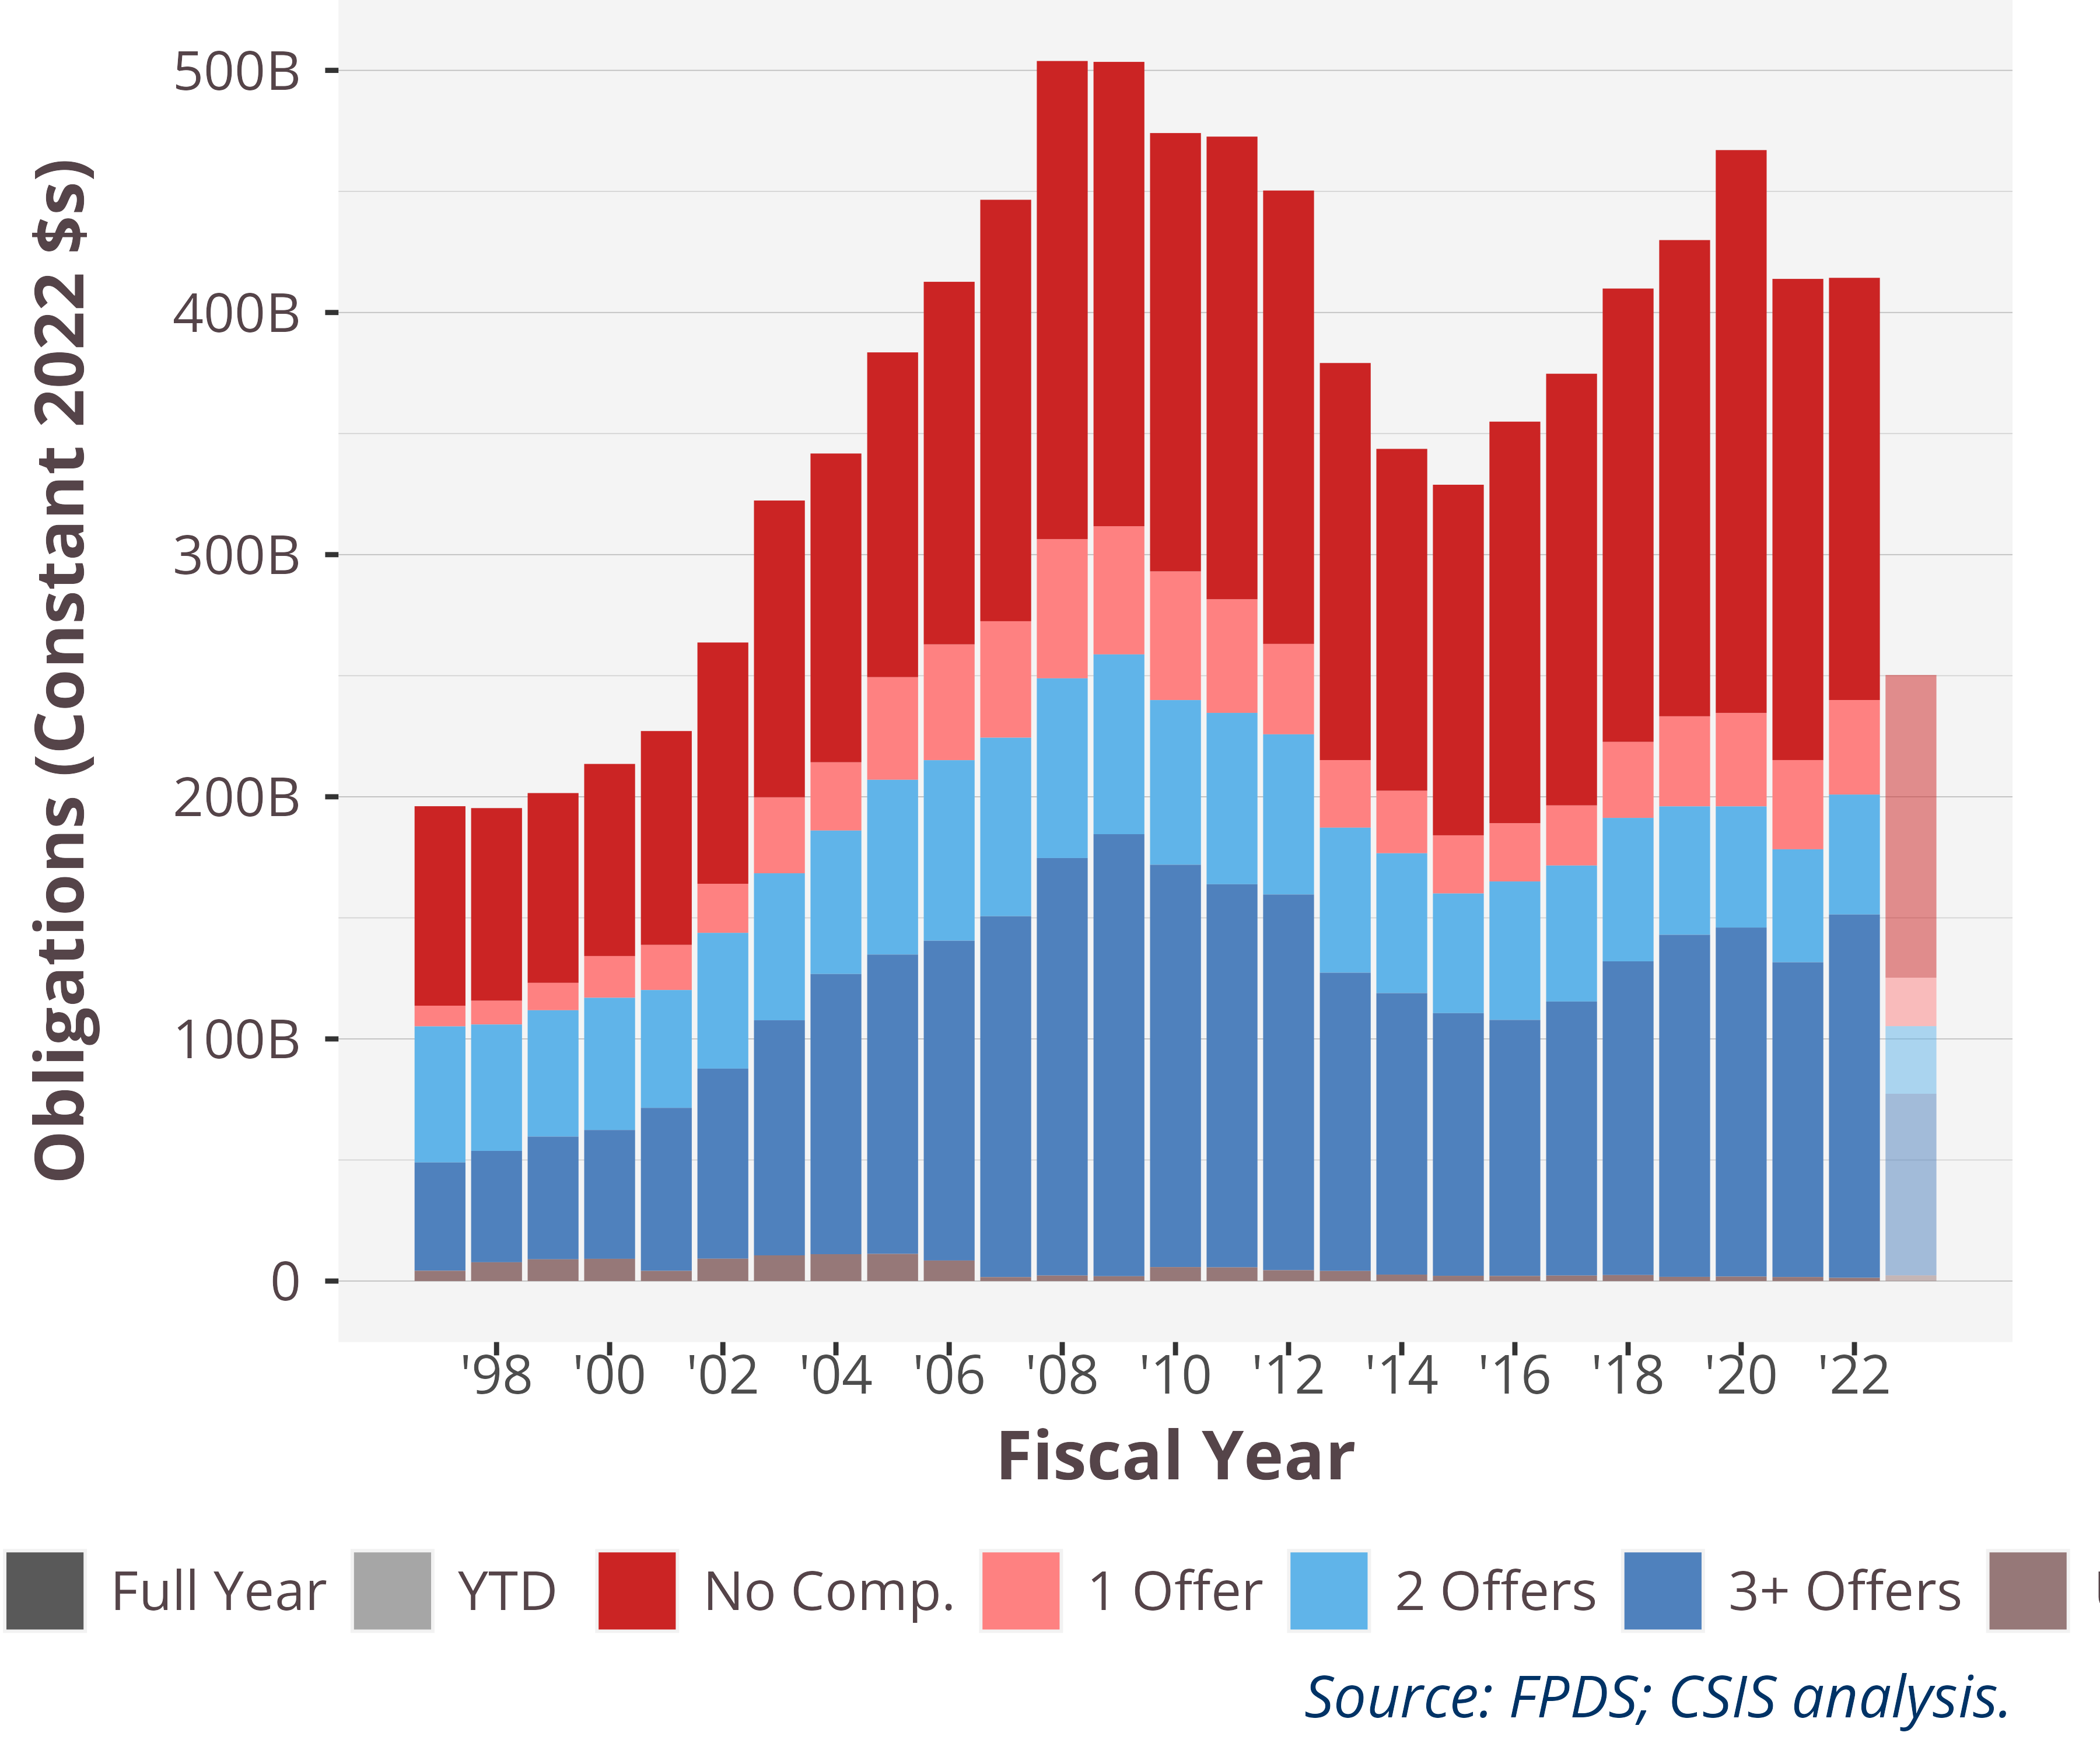 Obligations (Constant 2022 $s)
500B
400B
300B
200B
100B
0
'98 '00 '02 '04 '06 '08 '10 '12 '14 '16 '18 '20 '22
Fiscal Year
Full Year YTD No Comp. 1 Offer 2 Offers 3+ Offers
Source: FPDS; CSIS analysis.